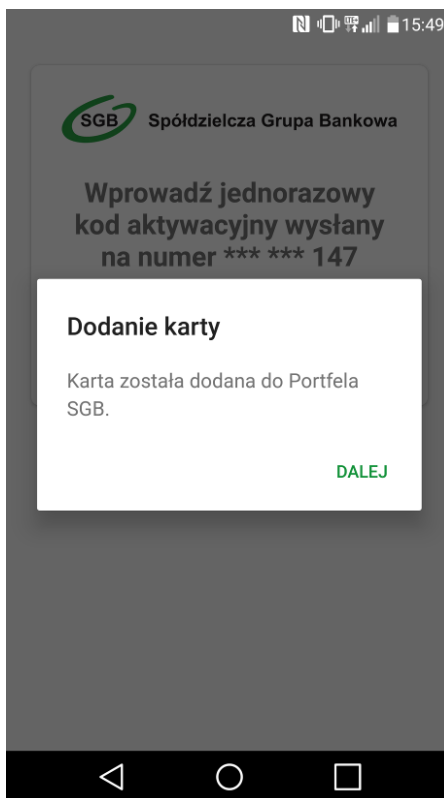 15:49
SGB Spółdzielcza Grupa Bankowa
Wprowadź jednorazowy
kod aktywacyjny wysłany
na numer *** *** 147
Dodanie karty
Karta została dodana do Portfela
SGB.
DALEJ